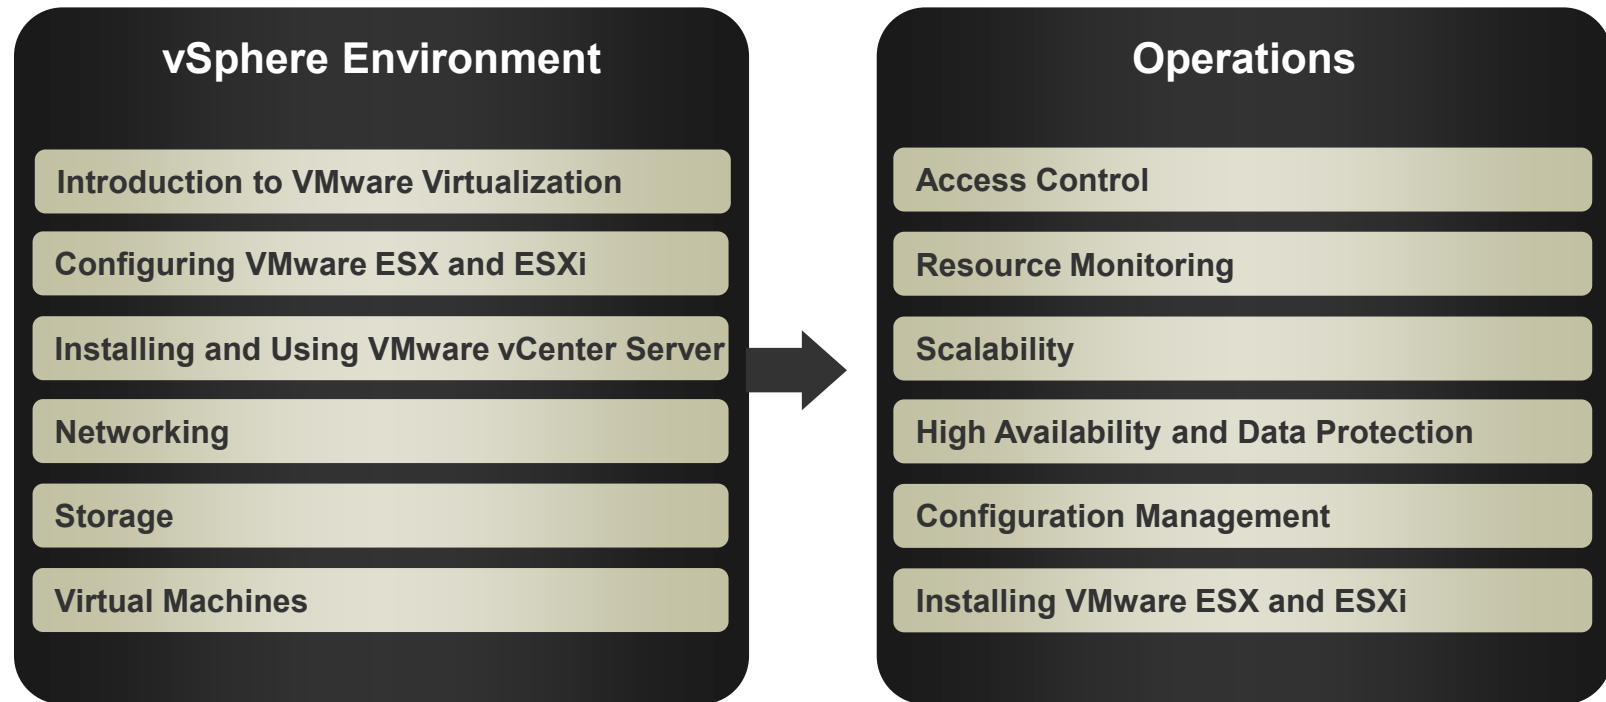 vSphere Environment
Introduction to VMware Virtualization
Configuring VMware ESX and ESXi
Installing and Using VMware vCenter Server
Networking
Storage
Virtual Machines
Operations
Access Control
Resource Monitoring
Scalability
High Availability and Data Protection
Configuration Management
Installing VMware ESX and ESXi